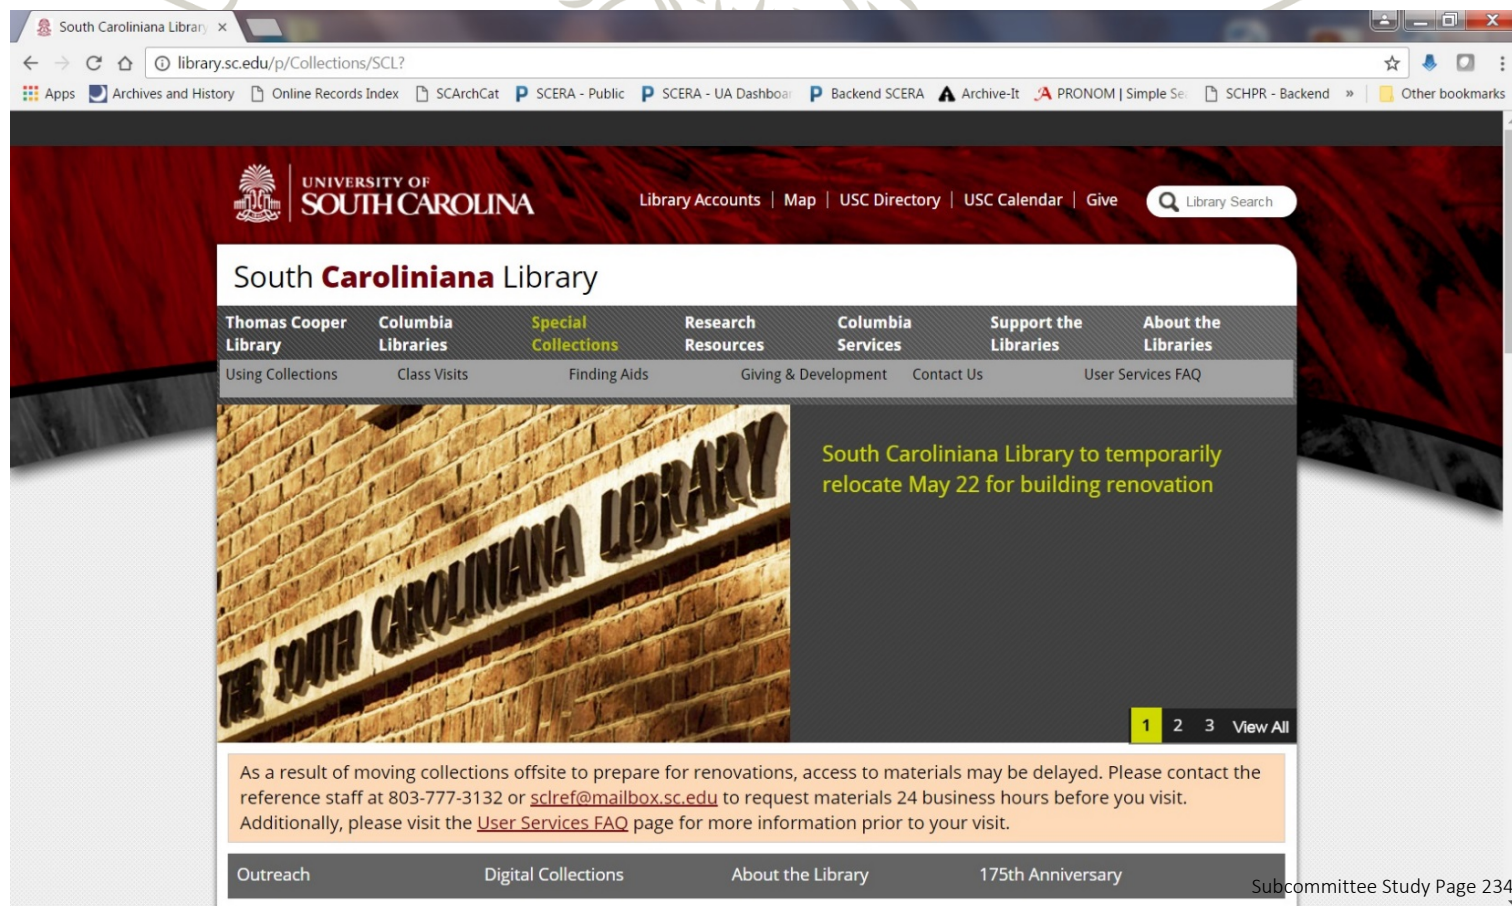 South Caroliniana Library
library.sc.edu/p/Collections/SCL?
Apps Archives and History Online Records Index SCArchCat SCERA - Public SCERA - UA Dashboar Backend SCERA Archive-It PRONOM | Simple Se SCHPR - Backend » Other bookmarks
UNIVERSITY OF
SOUTH CAROLINA
Library Accounts | Map | USC Directory | USC Calendar | Give Library Search
South Caroliniana Library
Thomas Cooper Library
Columbia Libraries
Special Collections
Research Resources
Columbia Services
Support the Libraries
About the Libraries
Using Collections Class Visits Finding Aids Giving & Development Contact Us User Services FAQ
THE SOUTH CAROLINIANA LIBRARY
South Caroliniana Library to temporarily
relocate May 22 for building renovation
1 2 3 View All
As a result of moving collections offsite to prepare for renovations, access to materials may be delayed. Please contact the
reference staff at 803-777-3132 or sclref@mailbox.sc.edu to request materials 24 business hours before you visit.
Additionally, please visit the User Services FAQ page for more information prior to your visit.
Outreach Digital Collections About the Library 175th Anniversary
Subcommittee Study Page 234